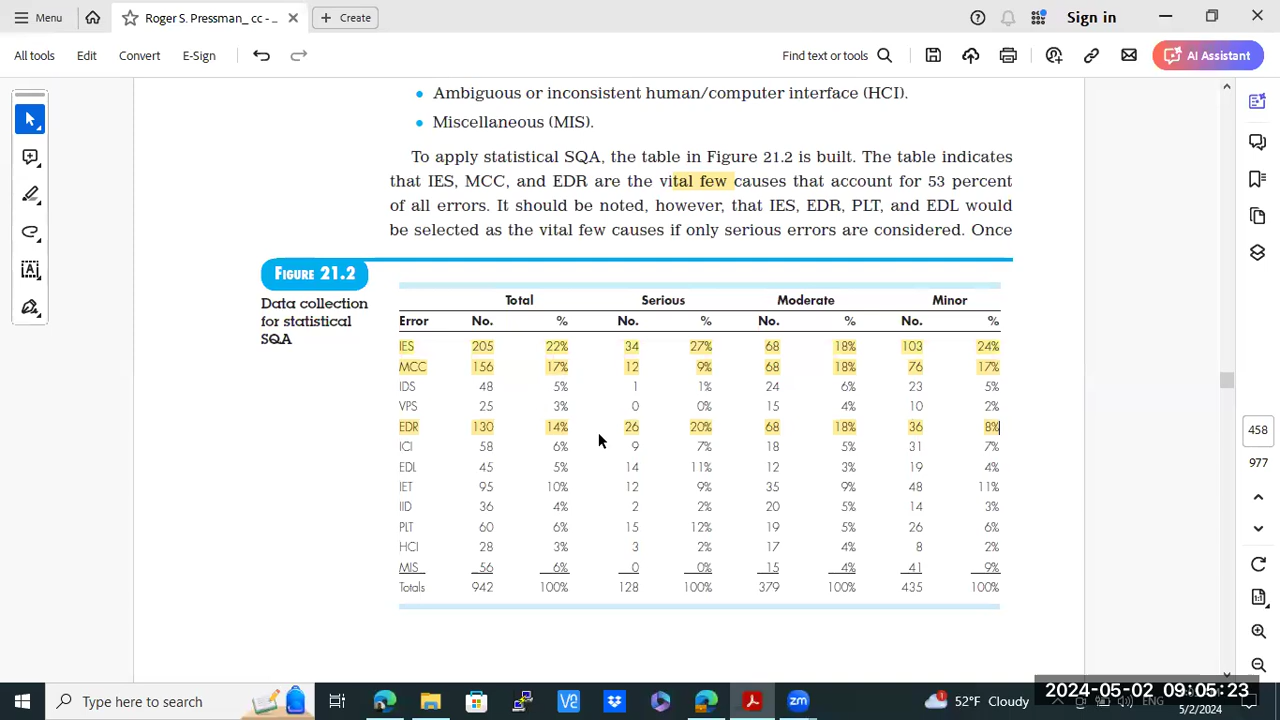 Menu
Roger S. Pressman_ cc - ...
Create
Sign in
All tools
Edit
Convert
E-Sign
Find text or tools
AI Assistant
• Ambiguous or inconsistent human/computer interface (HCI).
• Miscellaneous (MIS).
To apply statistical SQA, the table in Figure 21.2 is built. The table indicates
that IES, MCC, and EDR are the vital few causes that account for 53 percent
of all errors. It should be noted, however, that IES, EDR, PLT, and EDL would
be selected as the vital few causes if only serious errors are considered. Once
FIGURE 21.2
Data collection
for statistical
SQA
Total Serious Moderate Minor
Error No. % No. % No. % No. %
IES 205 22% 34 27% 68 18% 103 24%
MCC 156 17% 12 9% 68 18% 76 17%
IDS 48 5% 1 1% 24 6% 23 5%
VPS 25 3% 0 0% 15 4% 10 2%
EDR 130 14% 26 20% 68 18% 36 8%
ICI 58 6% 9 7% 18 5% 31 7%
EDL 45 5% 14 11% 12 3% 19 4%
IET 95 10% 12 9% 35 9% 48 11%
IID 36 4% 2 2% 20 5% 14 3%
PLT 60 6% 15 12% 19 5% 26 6%
HCI 28 3% 3 2% 17 4% 8 2%
MIS 56 6% 0 0% 15 4% 41 9%
Totals 942 100% 128 100% 379 100% 435 100%
458
977
Type here to search
52°F Cloudy
ENG
2024-05-02 09:05:23
5/2/2024